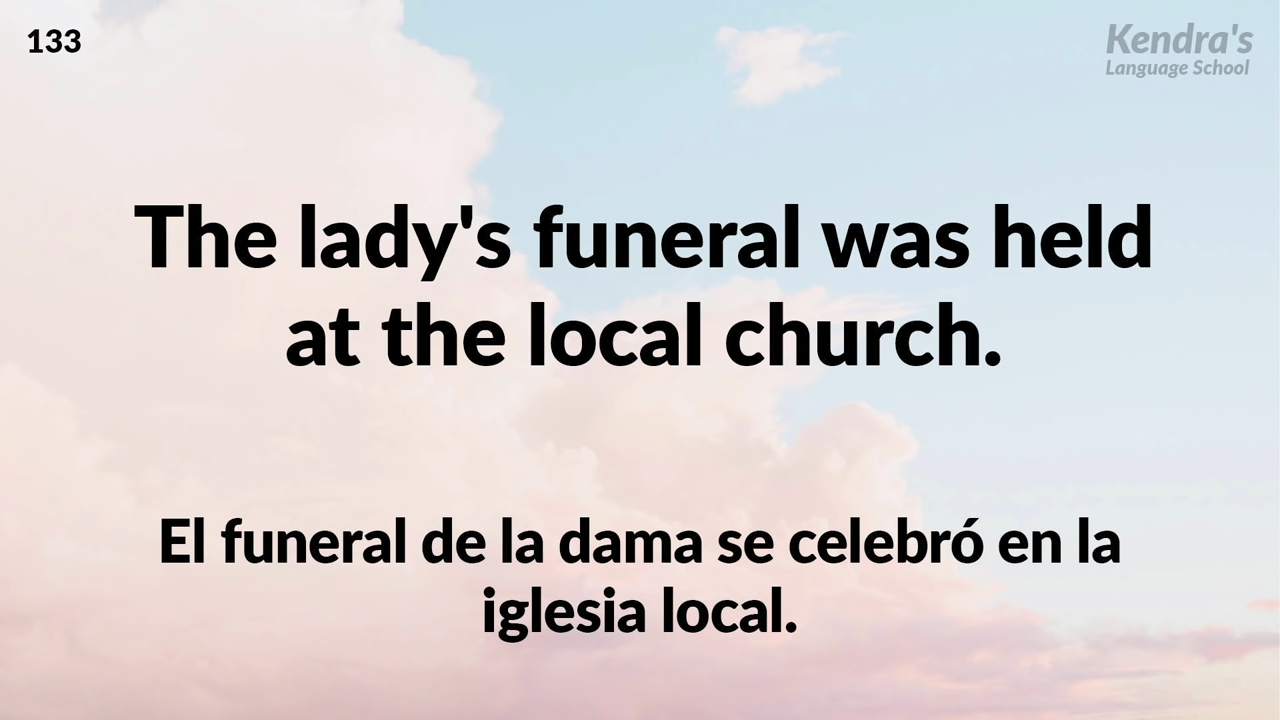 133
Kendra's
Language School
The lady's funeral was held
at the local church.
El funeral de la dama se celebró en la
iglesia local.